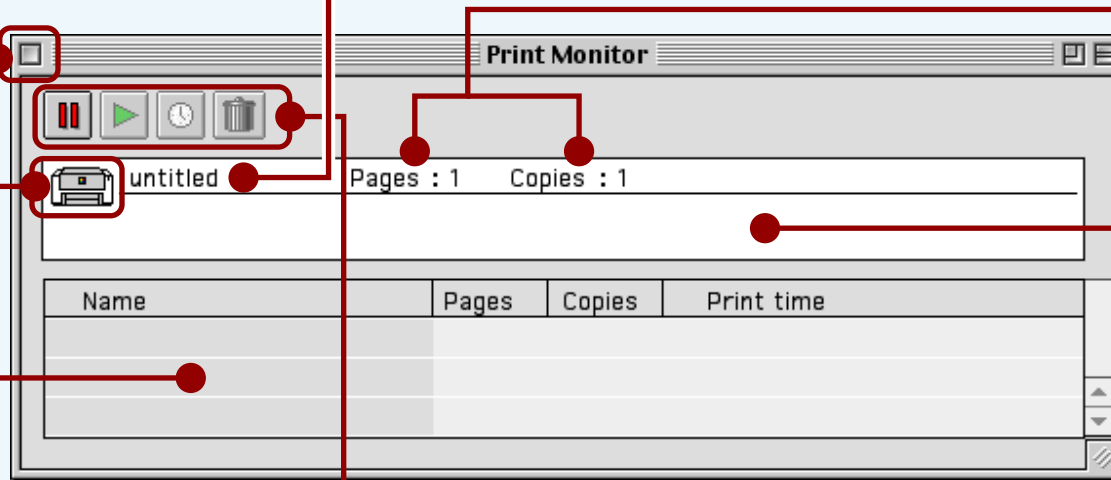 Print Monitor
untitled Pages : 1 Copies : 1
Name Pages Copies Print time